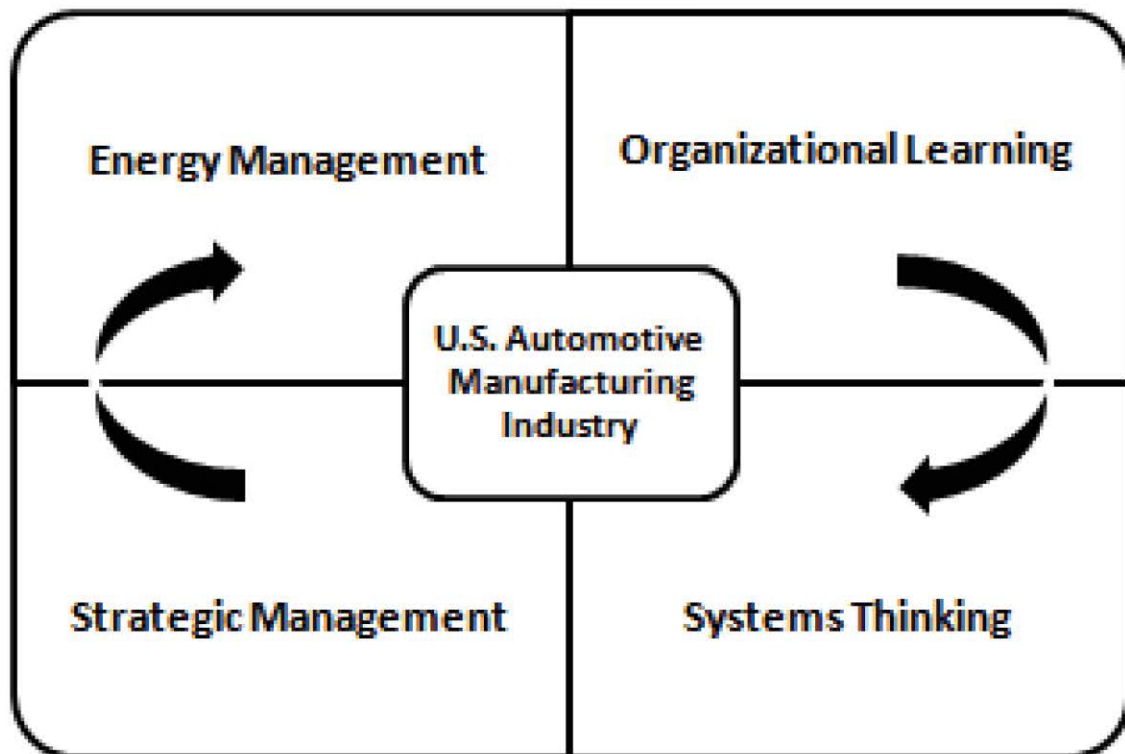 Energy Management
Organizational Learning
U.S. Automotive
Manufacturing
Industry
Strategic Management
Systems Thinking